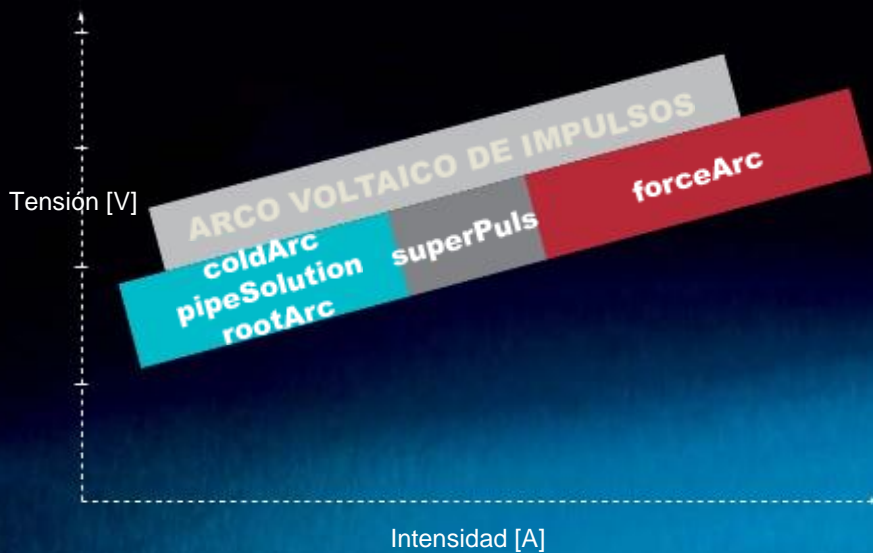 Tensión [V]
ARCO VOLTAICO DE IMPULSOS
coldArc
pipeSolution
rootArc
superPuls
forceArc
Intensidad [A]